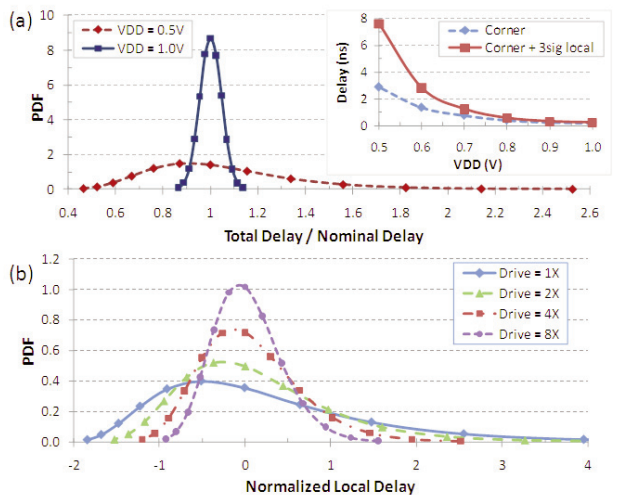 (a)
VDD = 0.5V
VDD = 1.0V
PDF
10
8
6
4
2
0
0.4 0.6 0.8 1 1.2 1.4 1.6 1.8 2 2.2 2.4 2.6
Total Delay / Nominal Delay
Corner
Corner + 3sig local
Delay (ns)
8
6
4
2
0
0.5 0.6 0.7 0.8 0.9 1.0
VDD (V)
(b)
Drive = 1X
Drive = 2X
Drive = 4X
Drive = 8X
PDF
1.2
1.0
0.8
0.6
0.4
0.2
0.0
-2 -1 0 1 2 3 4
Normalized Local Delay